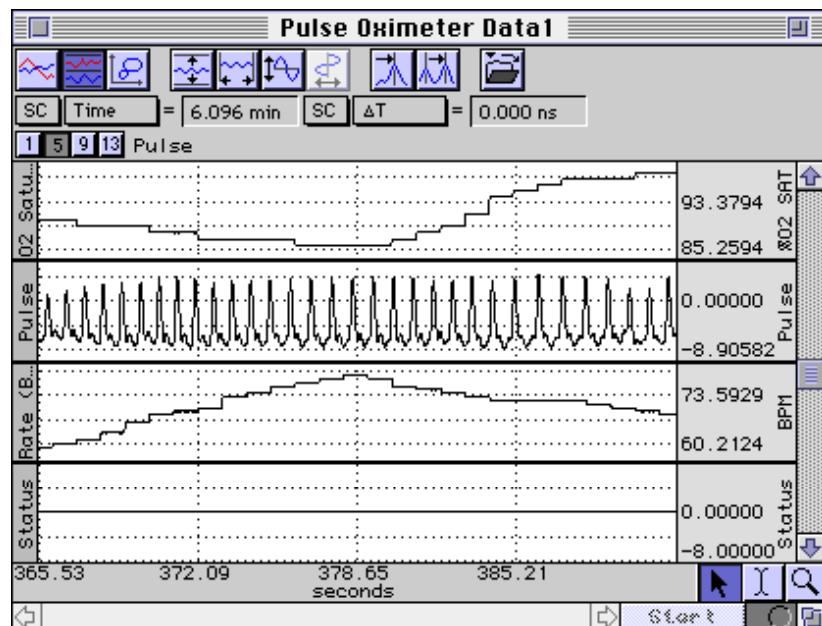 Pulse Oximeter Data1
SC Time = 6.096 min SC ΔT = 0.000 ns
1 5 9 13 Pulse
O2 Satu...
93.3794
85.2594
%O2 SAT
Pulse
0.00000
-8.90582
Pulse
Rate (B...
73.5929
60.2124
BPM
Status
0.00000
-8.00000
Status
365.53 372.09 378.65 385.21
seconds
Start